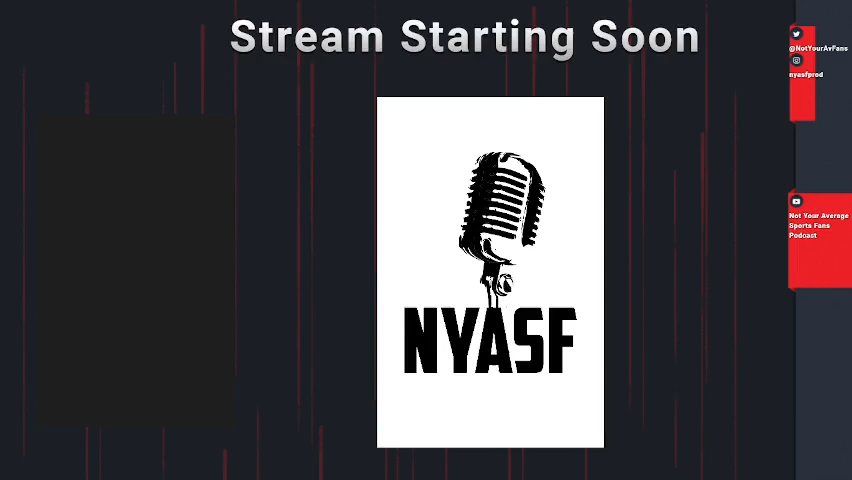 Stream Starting Soon
@NotYourAvFans
nyasfprod
NYASF
Not Your Average
Sports Fans
Podcast